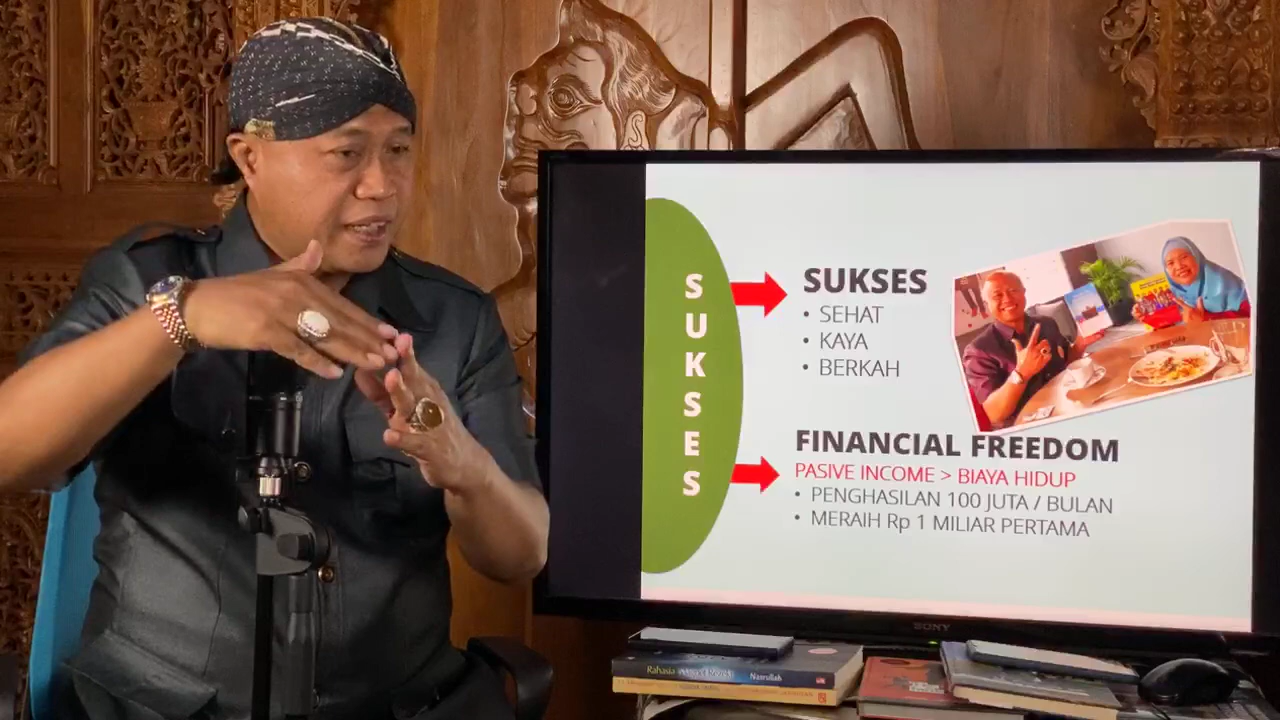 SUKSES
SUKSES
• SEHAT
• KAYA
• BERKAH
FINANCIAL FREEDOM
PASIVE INCOME > BIAYA HIDUP
• PENGHASILAN 100 JUTA / BULAN
• MERAIH Rp 1 MILIAR PERTAMA
SONY
Rahasia
Nasrullah